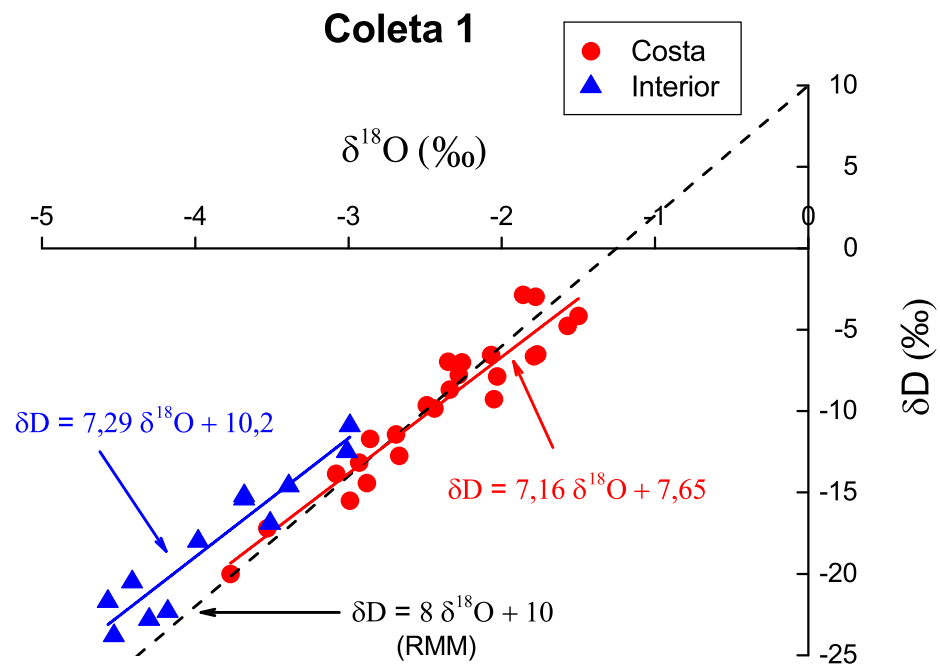 Coleta 1
Costa
Interior
δ¹⁸O (‰)
10
5
0
-5
-10
-15
-20
-25
-5 -4 -3 -2 -1 0
δD (‰)
δD = 7,29 δ¹⁸O + 10,2
δD = 7,16 δ¹⁸O + 7,65
δD = 8 δ¹⁸O + 10
(RMM)